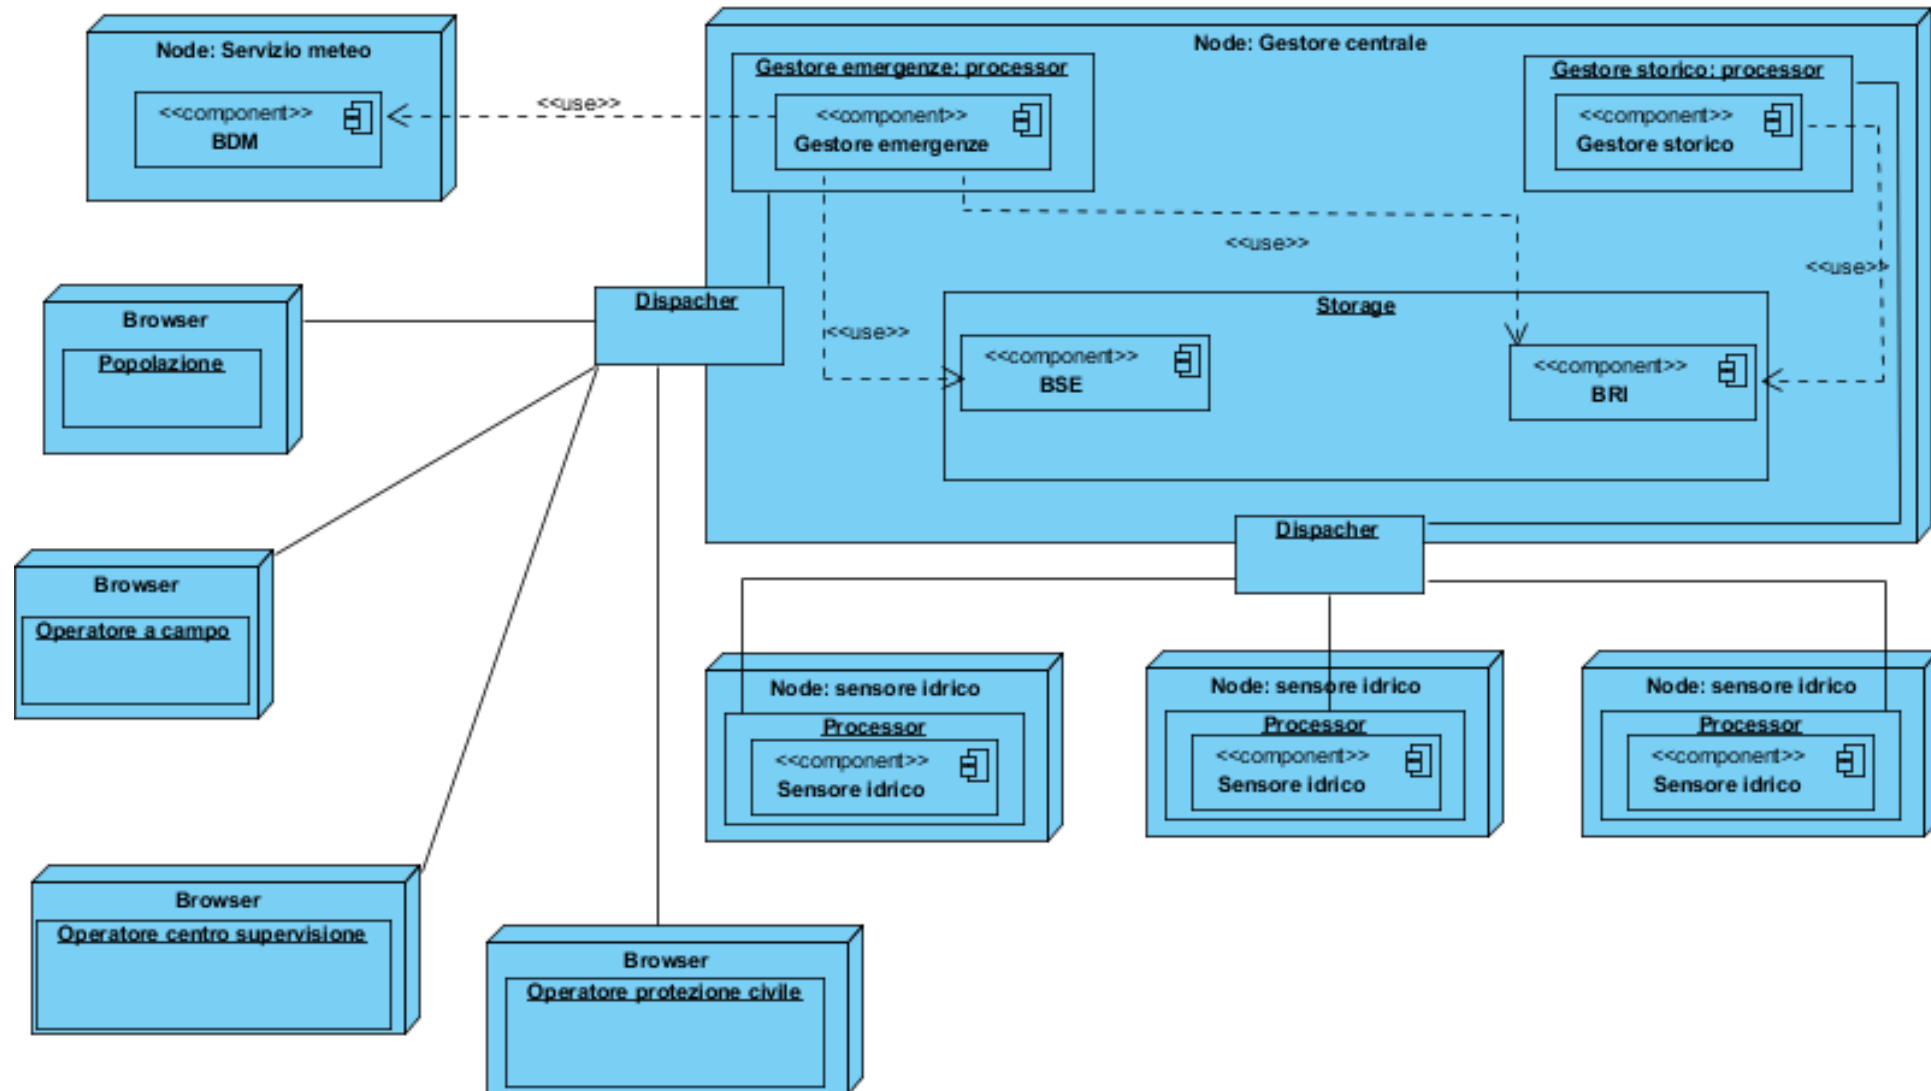 Node: Servizio meteo
<<component>>
BDM
<<use>>
Node: Gestore centrale
Gestore emergenze: processor
<<component>>
Gestore emergenze
Gestore storico: processor
<<component>>
Gestore storico
<<use>>
<<use>>
<<use>>
Storage
<<component>>
BSE
<<component>>
BRI
Dispacher
Browser
Popolazione
Browser
Operatore a campo
Browser
Operatore centro supervisione
Browser
Operatore protezione civile
Dispacher
Node: sensore idrico
Processor
<<component>>
Sensore idrico
Node: sensore idrico
Processor
<<component>>
Sensore idrico
Node: sensore idrico
Processor
<<component>>
Sensore idrico